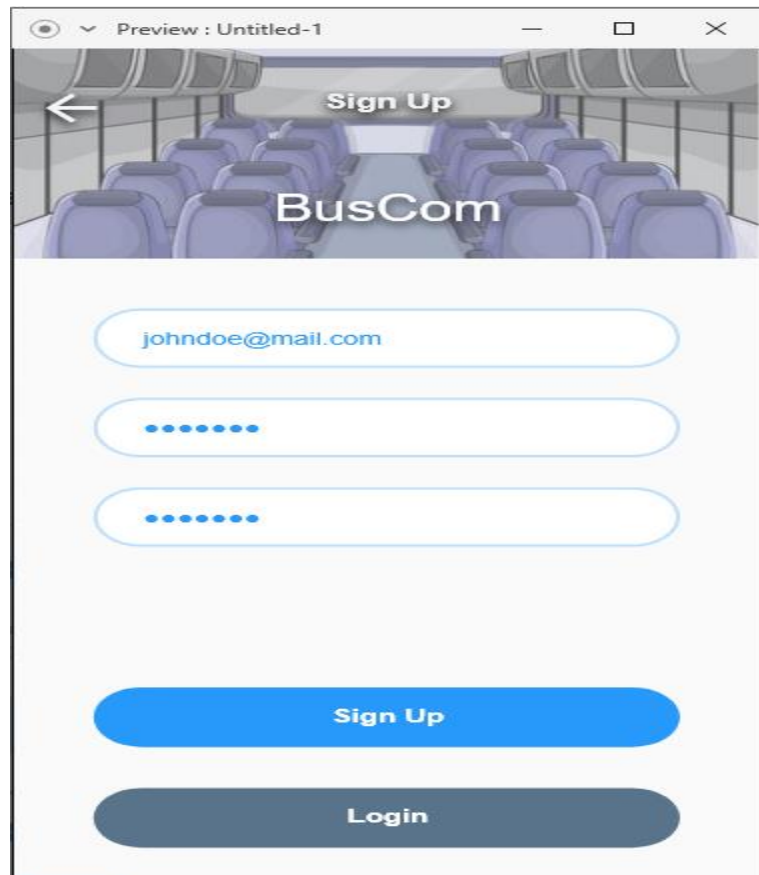 Preview : Untitled-1
Sign Up
BusCom
johndoe@mail.com
•••••••
•••••••
Sign Up
Login